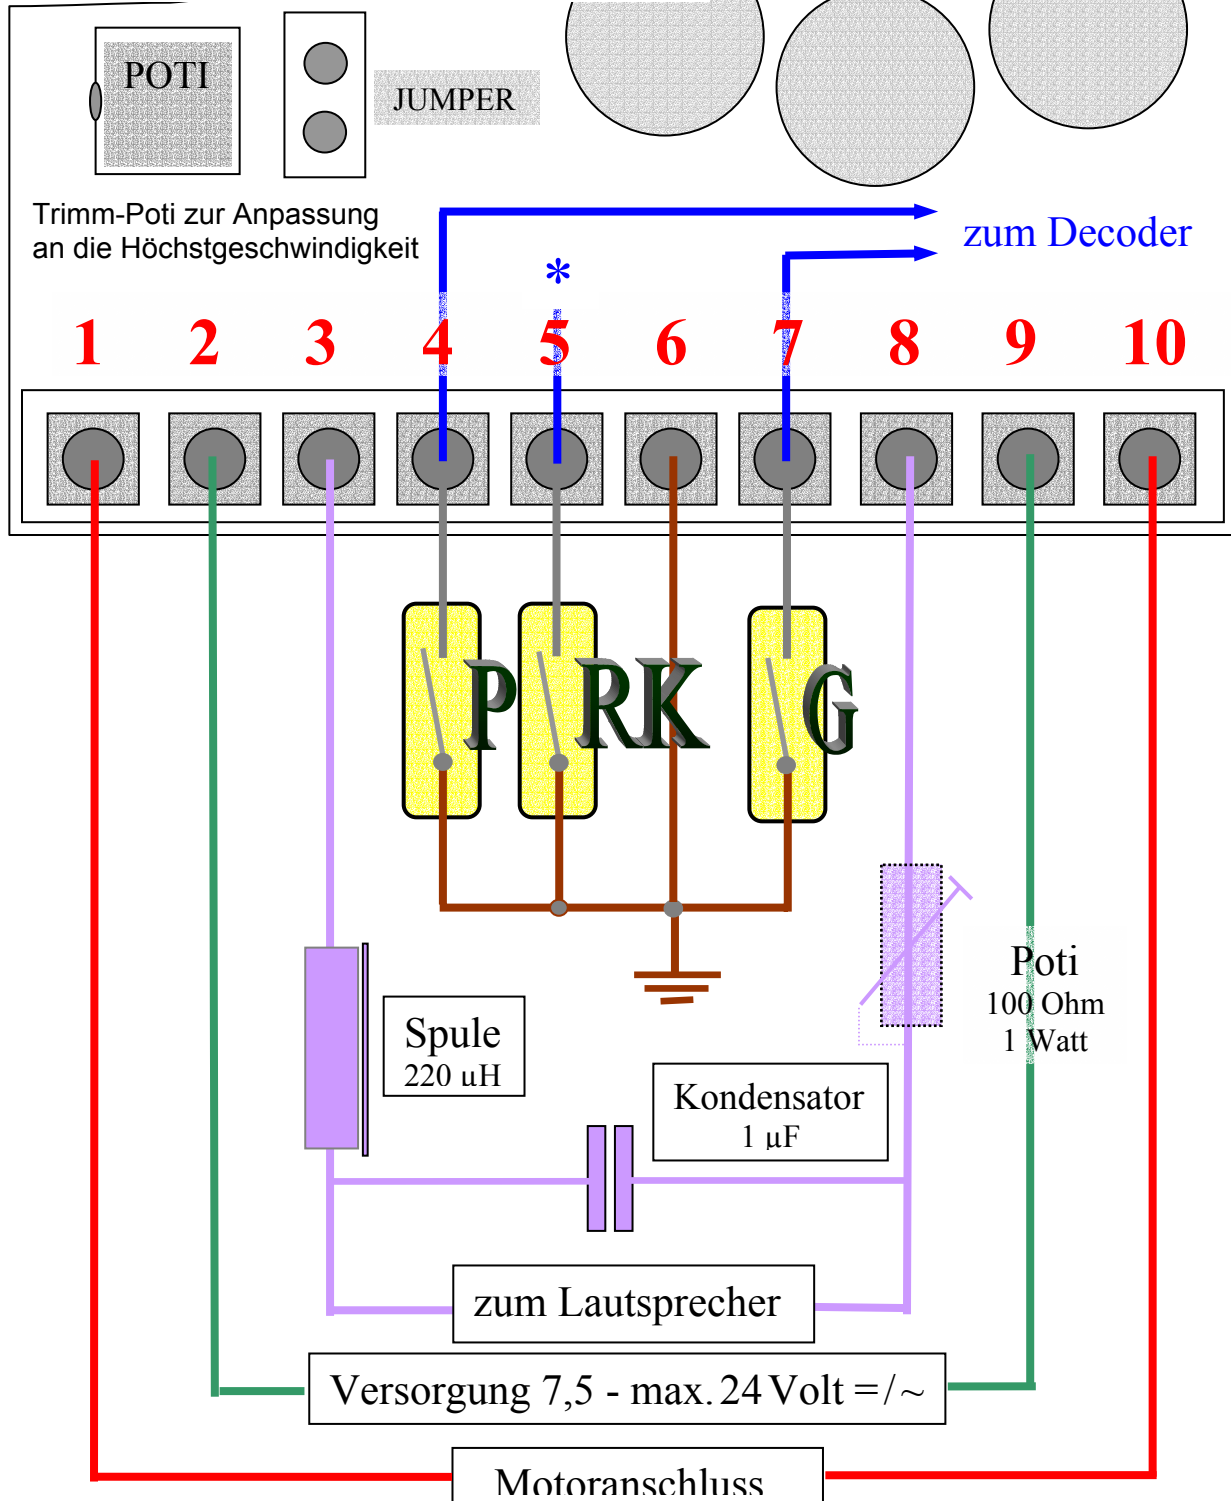 POTI
JUMPER
Trimm-Poti zur Anpassung
an die Höchstgeschwindigkeit
zum Decoder
*
1 2 3 4 5 6 7 8 9 10
P RK G
Poti
100 Ohm
1 Watt
Spule
220 µH
Kondensator
1 µF
zum Lautsprecher
Versorgung 7,5 - max. 24 Volt =/~
Motoranschluss